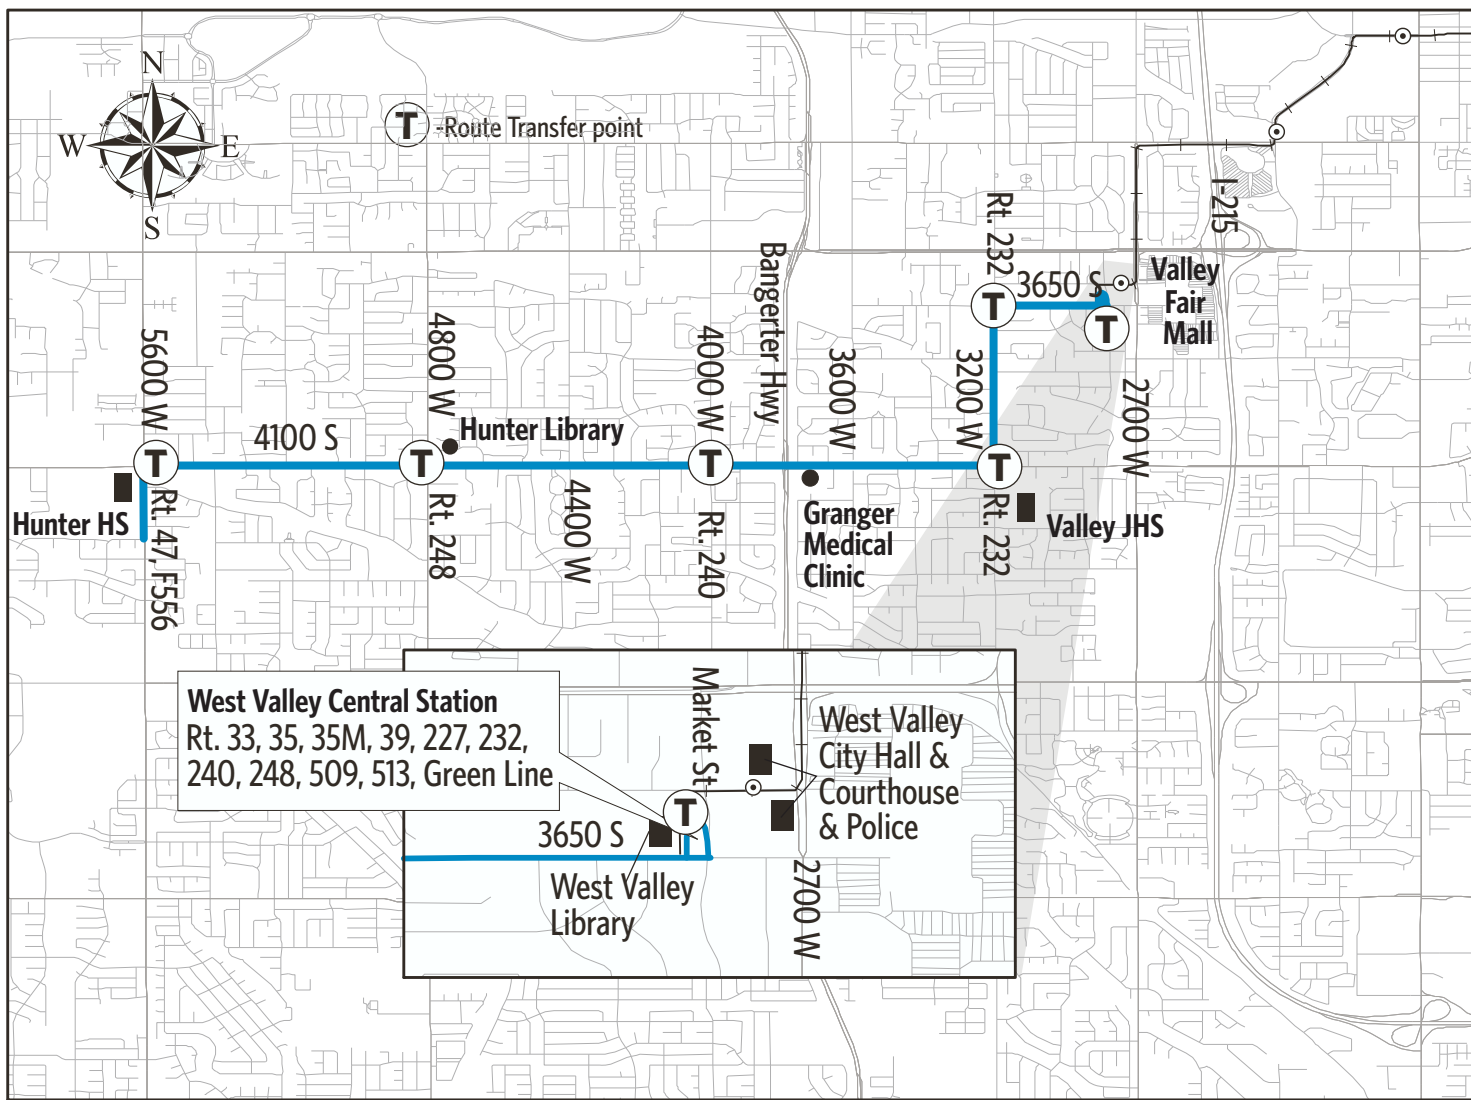 N
W
E
S
T
-Route Transfer point
I-215
Rt. 232
Bangerter Hwy
3650 S
Valley
Fair
Mall
T
T
5600 W
4800 W
4000 W
3600 W
3200 W
2700 W
4100 S
Hunter Library
T
T
T
T
Hunter HS
Rt. 47, F556
Rt. 248
4400 W
Rt. 240
Granger
Medical
Clinic
Rt. 232
Valley JHS
West Valley Central Station
Rt. 33, 35, 35M, 39, 227, 232,
240, 248, 509, 513, Green Line
Market St
West Valley
City Hall &
Courthouse
& Police
T
3650 S
West Valley
Library
2700 W